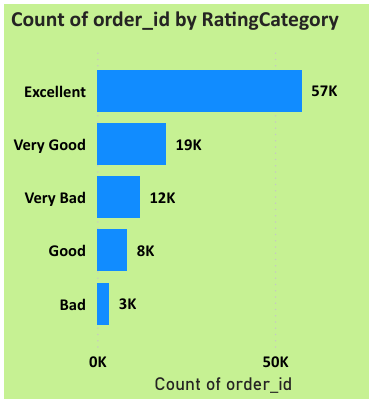 Count of order_id by RatingCategory
Excellent 57K
Very Good 19K
Very Bad 12K
Good 8K
Bad 3K
0K 50K
Count of order_id